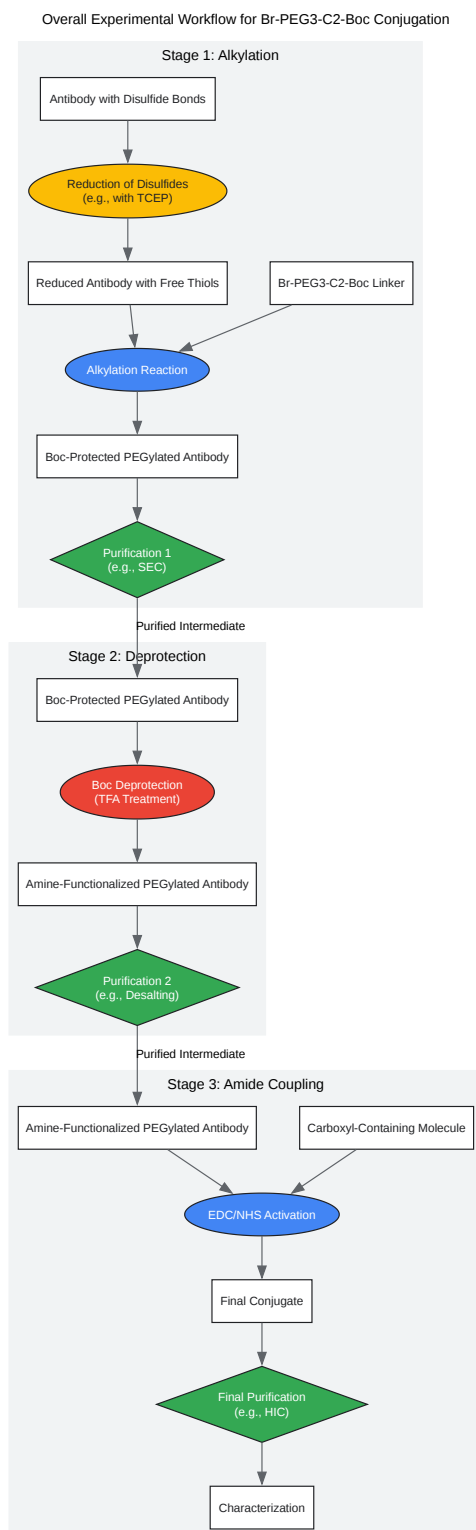 Overall Experimental Workflow for Br-PEG3-C2-Boc Conjugation
Stage 1: Alkylation
Antibody with Disulfide Bonds
Reduction of Disulfides
(e.g., with TCEP)
Reduced Antibody with Free Thiols
Br-PEG3-C2-Boc Linker
Alkylation Reaction
Boc-Protected PEGylated Antibody
Purification 1
(e.g., SEC)
Purified Intermediate
Stage 2: Deprotection
Boc-Protected PEGylated Antibody
Boc Deprotection
(TFA Treatment)
Amine-Functionalized PEGylated Antibody
Purification 2
(e.g., Desalting)
Purified Intermediate
Stage 3: Amide Coupling
Amine-Functionalized PEGylated Antibody
Carboxyl-Containing Molecule
EDC/NHS Activation
Final Conjugate
Final Purification
(e.g., HIC)
Characterization